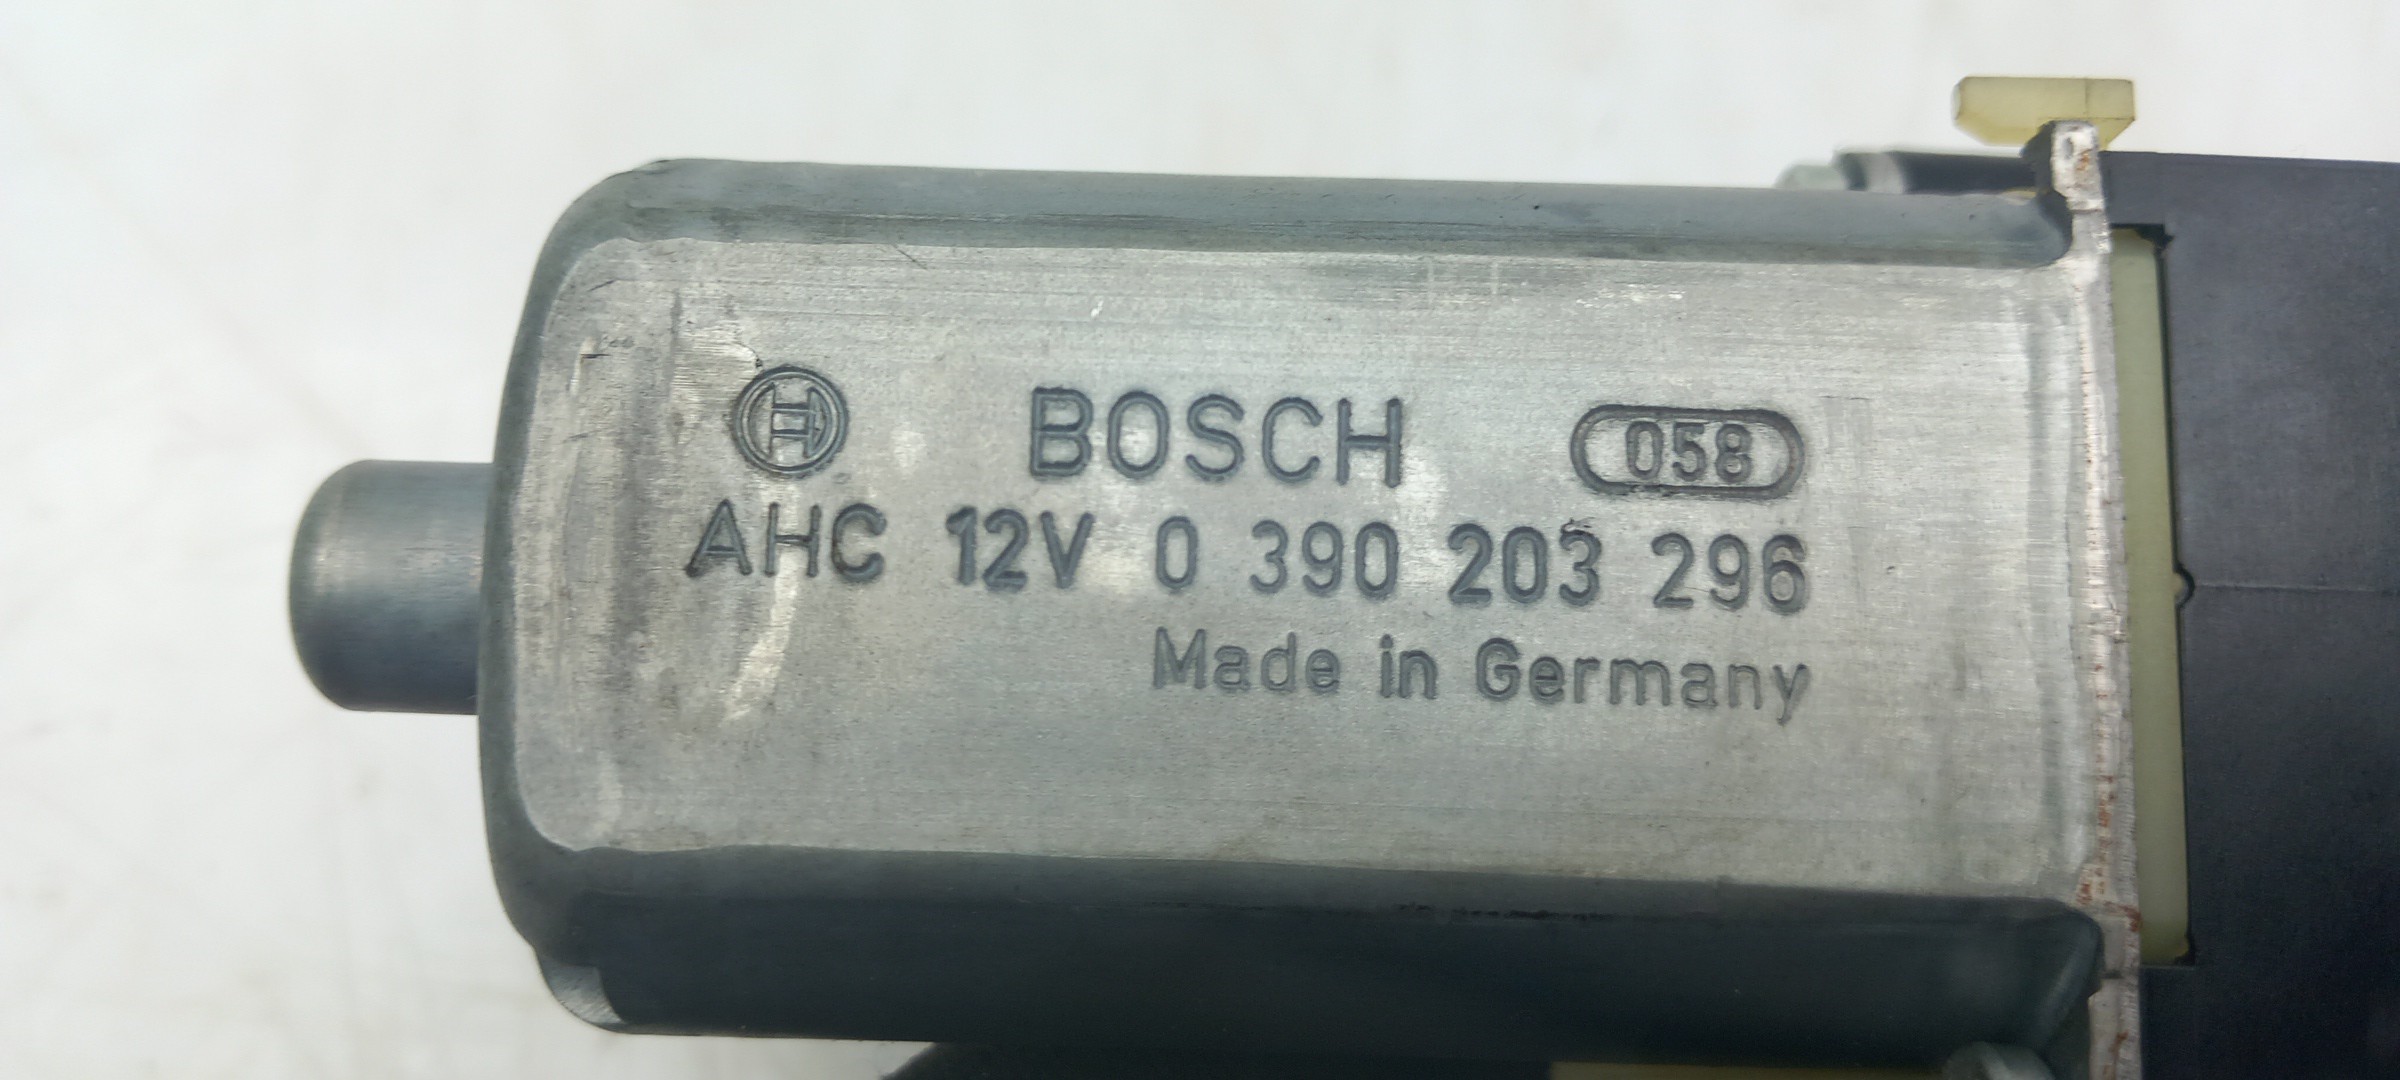 BOSCH 058
AHC 12V 0 390 203 296
Made in Germany